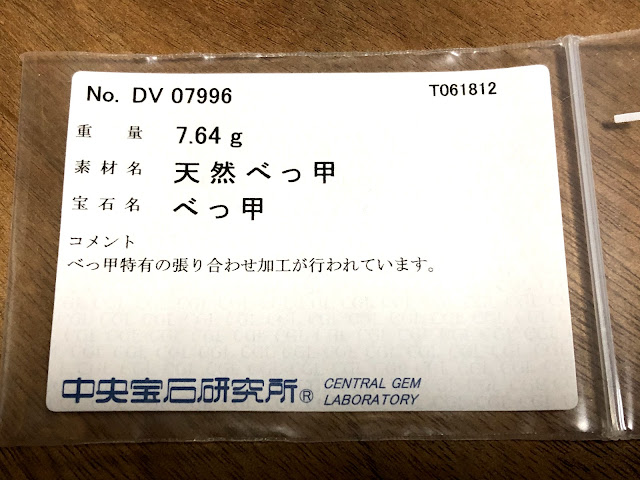 No. DV 07996
T061812
重量 7.64 g
素材名 天然べっ甲
宝石名 べっ甲
コメント
べっ甲特有の張り合わせ加工が行われています。
中央宝石研究所® CENTRAL GEM
LABORATORY